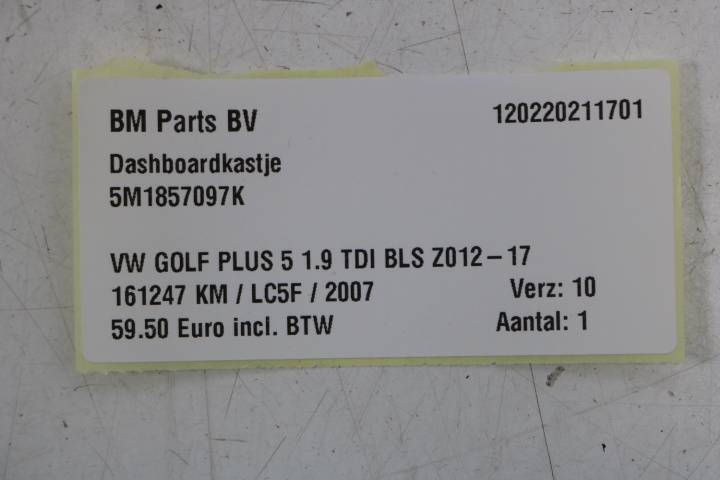 BM Parts BV 120220211701
Dashboardkastje
5M1857097K
VW GOLF PLUS 5 1.9 TDI BLS Z012-17
161247 KM / LC5F / 2007 Verz: 10
59.50 Euro incl. BTW Aantal: 1